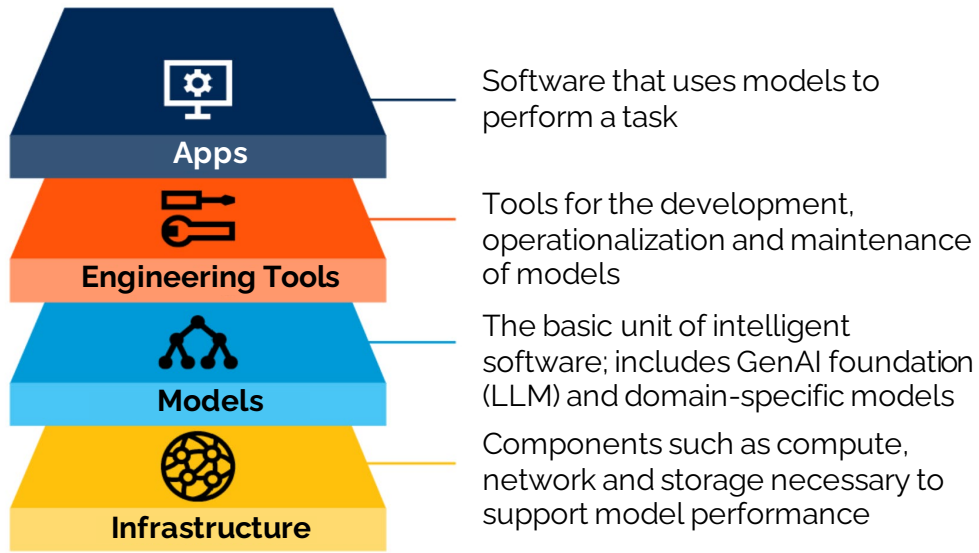 Apps
Software that uses models to
perform a task
Engineering Tools
Tools for the development,
operationalization and maintenance
of models
Models
The basic unit of intelligent
software; includes GenAI foundation
(LLM) and domain-specific models
Infrastructure
Components such as compute,
network and storage necessary to
support model performance